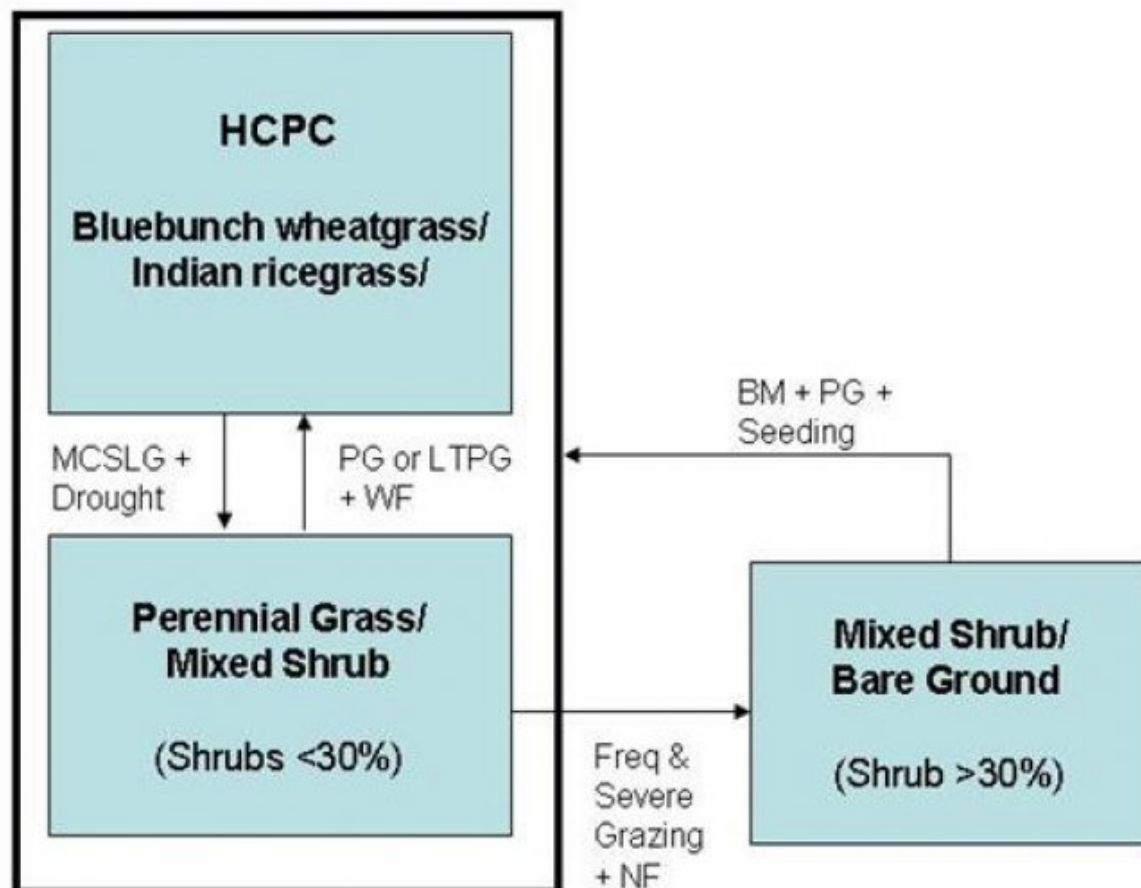 HCPC
Bluebunch wheatgrass/
Indian ricegrass/
MCSLG +
Drought
PG or LTPG
+ WF
BM + PG +
Seeding
Perennial Grass/
Mixed Shrub
(Shrubs <30%)
Freq &
Severe
Grazing
+ NF
Mixed Shrub/
Bare Ground
(Shrub >30%)